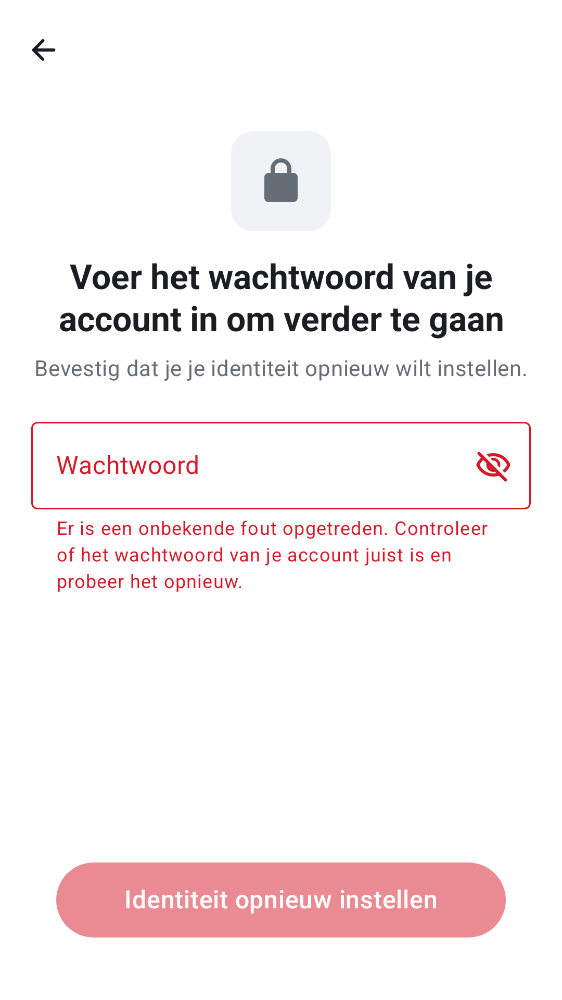 Voer het wachtwoord van je
account in om verder te gaan
Bevestig dat je je identiteit opnieuw wilt instellen.
Wachtwoord
Er is een onbekende fout opgetreden. Controleer
of het wachtwoord van je account juist is en
probeer het opnieuw.
Identiteit opnieuw instellen